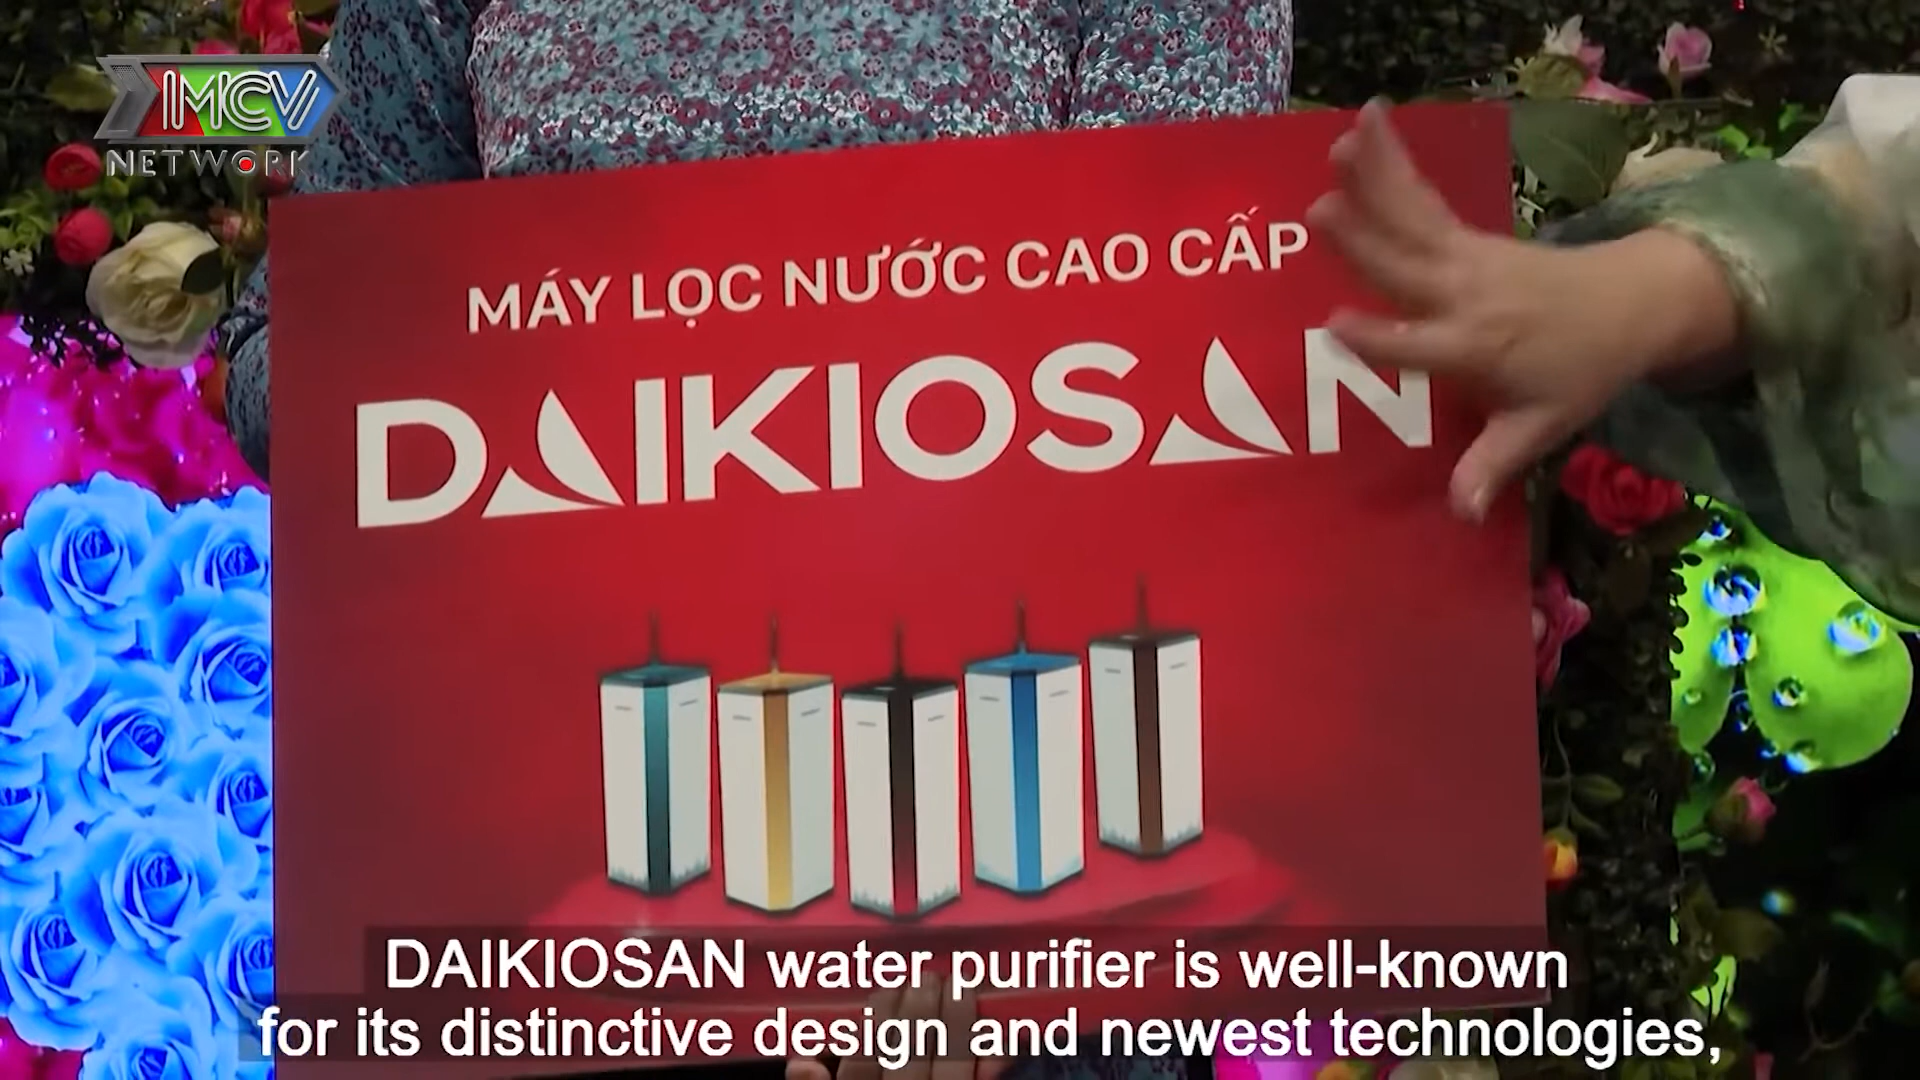 MCV
NETWORK
MÁY LỌC NƯỚC CAO CẤP
DAIKIOSAN
DAIKIOSAN water purifier is well-known
for its distinctive design and newest technologies,